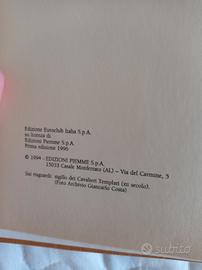 Edizione Euroclub Italia S.p.A.
su licenza di
Edizioni Piemme S.p.A.
Prima edizione 1996
© 1994 - EDIZIONI PIEMME S.p.A.
15033 Casale Monferrato (AL) – Via del Carmine, 5
Sui risguardi: sigillo dei Cavalieri Templari (XII secolo).
(Foto Archivio Giancarlo Costa)
subito